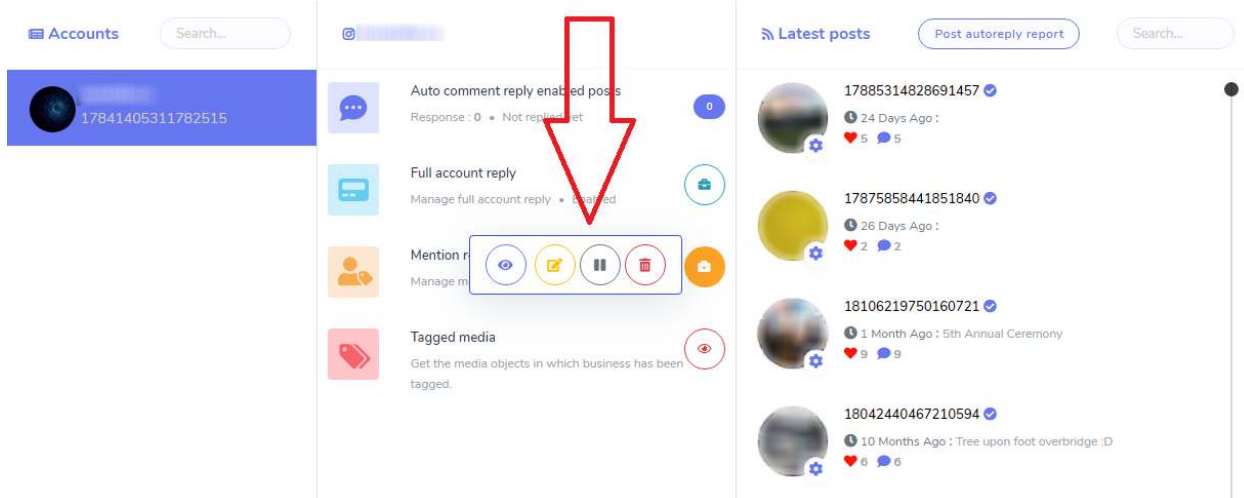 Accounts
Search...
17841405311782515
Auto comment reply enabled posts
Response : 0 • Not replied yet
0
Full account reply
Manage full account reply • Enabled
Mention
Manage
Tagged media
Get the media objects in which business has been
tagged.
Latest posts
Post autoreply report
Search...
17885314828691457
24 Days Ago :
5 5
17875858441851840
26 Days Ago :
2 2
18106219750160721
1 Month Ago : 5th Annual Ceremony
9 9
18042440467210594
10 Months Ago : Tree upon foot overbridge :D
6 6